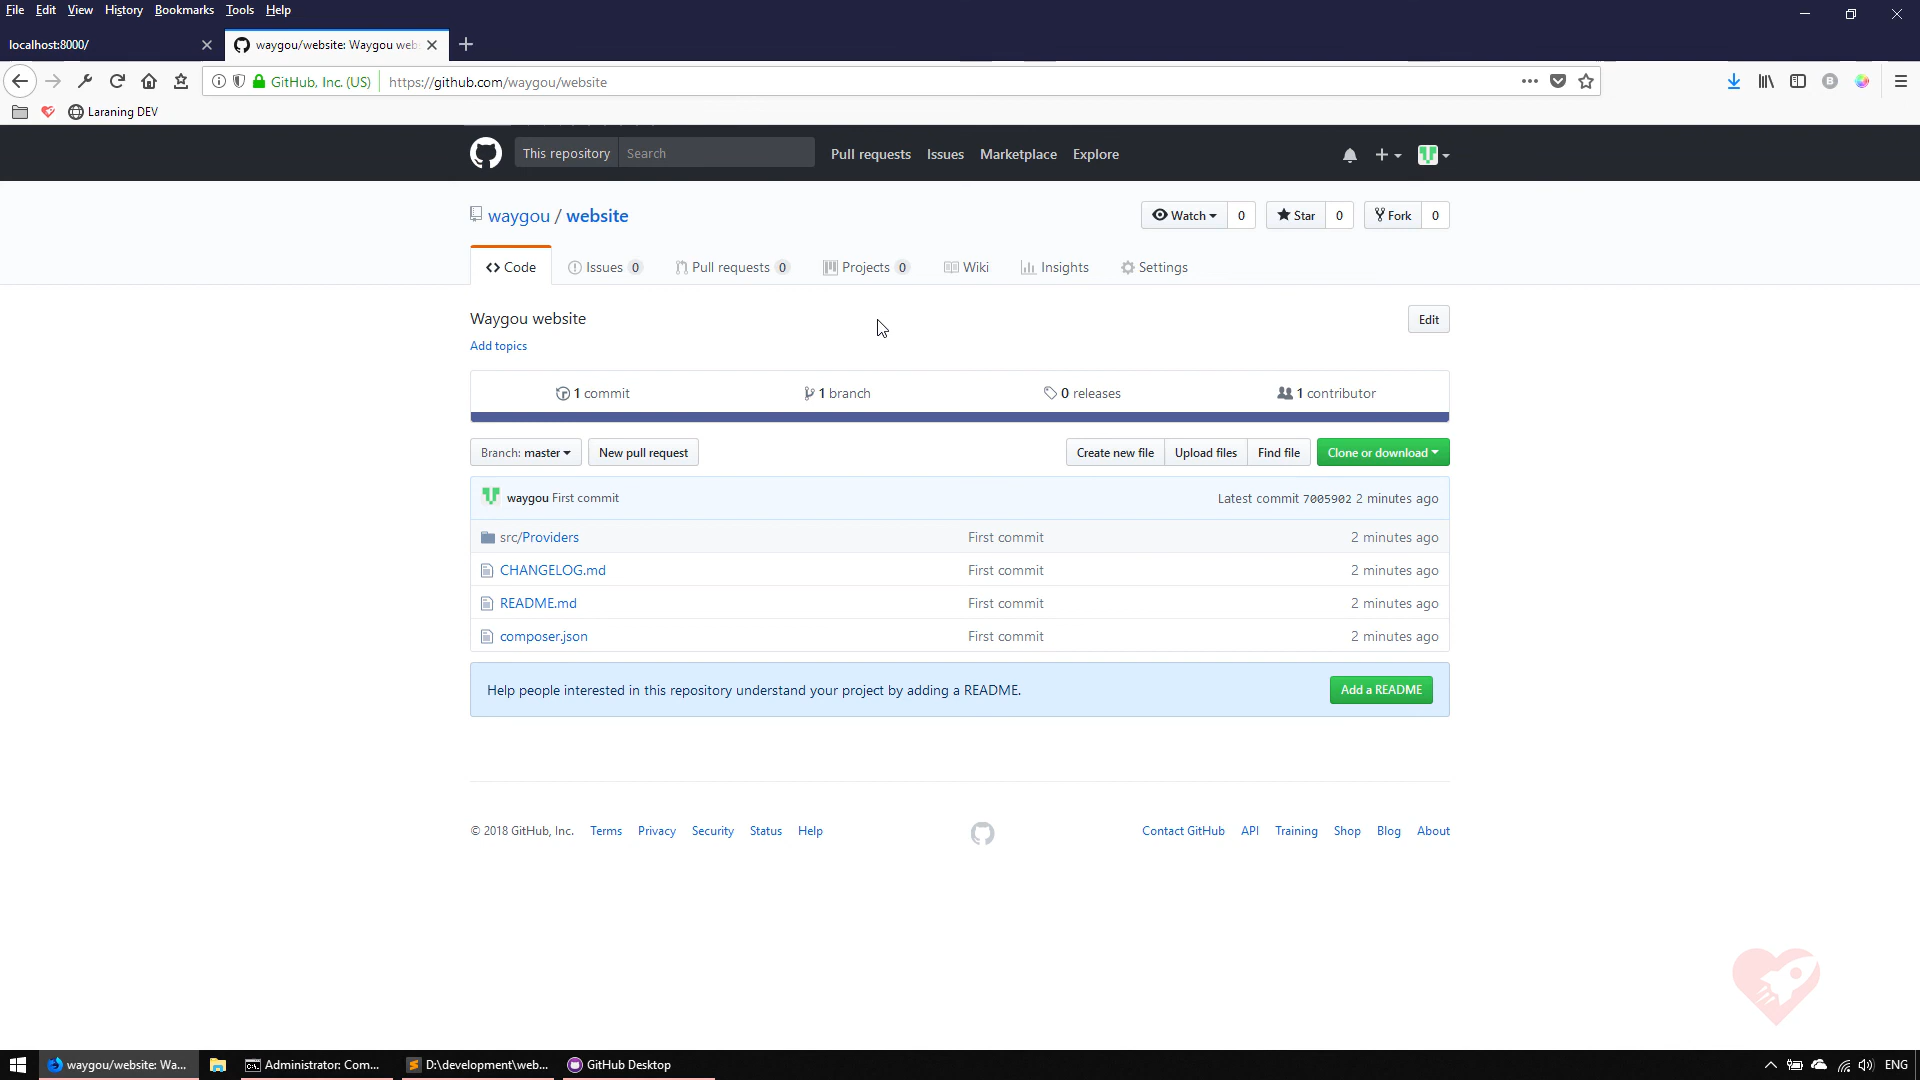 File Edit View History Bookmarks Tools Help
localhost:8000/
waygou/website: Waygou web
GitHub, Inc. (US)
https://github.com/waygou/website
B
Laraning DEV
This repository Search Pull requests Issues Marketplace Explore
waygou / website
Watch 0 Star 0 Fork 0
Code Issues 0 Pull requests 0 Projects 0 Wiki Insights Settings
Waygou website
Edit
Add topics
1 commit 1 branch 0 releases 1 contributor
Branch: master New pull request Create new file Upload files Find file Clone or download
waygou First commit Latest commit 7005902 2 minutes ago
src/Providers First commit 2 minutes ago
CHANGELOG.md First commit 2 minutes ago
README.md First commit 2 minutes ago
composer.json First commit 2 minutes ago
Help people interested in this repository understand your project by adding a README. Add a README
© 2018 GitHub, Inc. Terms Privacy Security Status Help Contact GitHub API Training Shop Blog About
waygou/website: Wa... Administrator: Com... D:\development\web... GitHub Desktop ENG